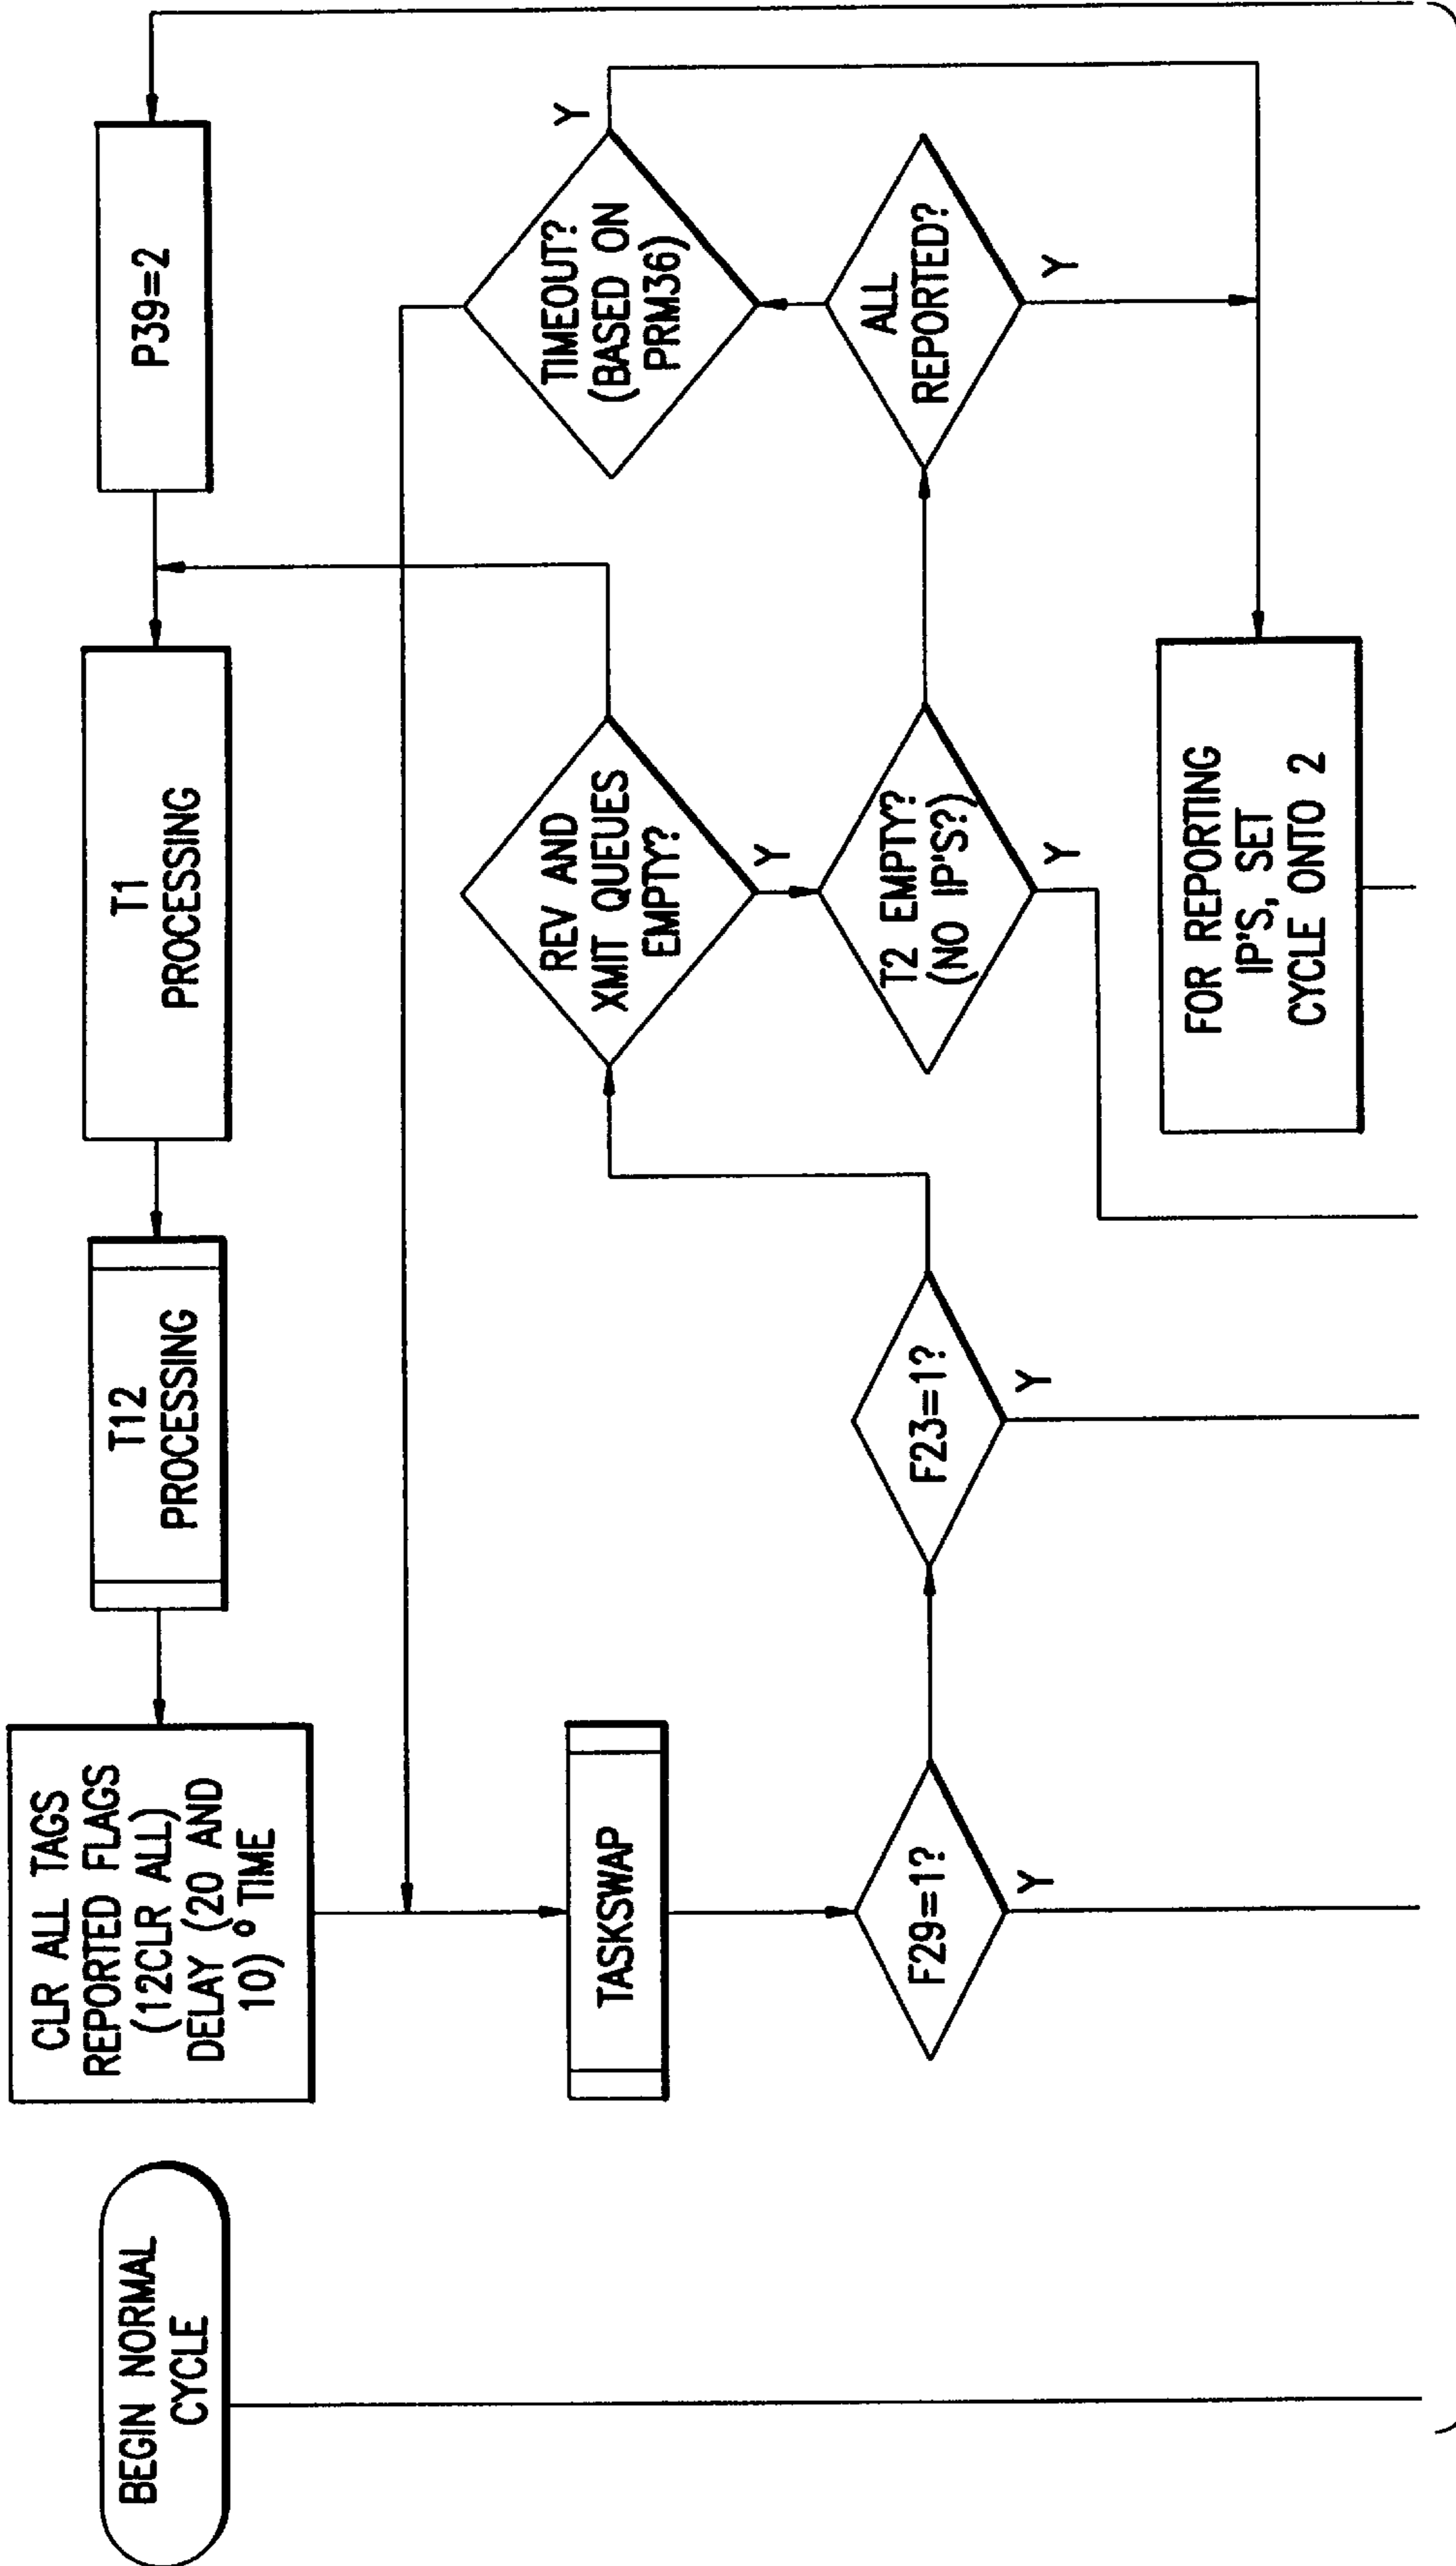 BEGIN NORMAL
CYCLE
CLR ALL TAGS
REPORTED FLAGS
(12CLR ALL)
DELAY (20 AND
10) ° TIME
T12
PROCESSING
T1
PROCESSING
P39=2
TASKSWAP
REV AND
XMIT QUEUES
EMPTY?
Y
TIMEOUT?
(BASED ON
PRM36)
Y
F29=1?
Y
F23=1?
Y
T2 EMPTY?
(NO IP'S?)
Y
ALL
REPORTED?
Y
FOR REPORTING
IP'S, SET
CYCLE ONTO 2